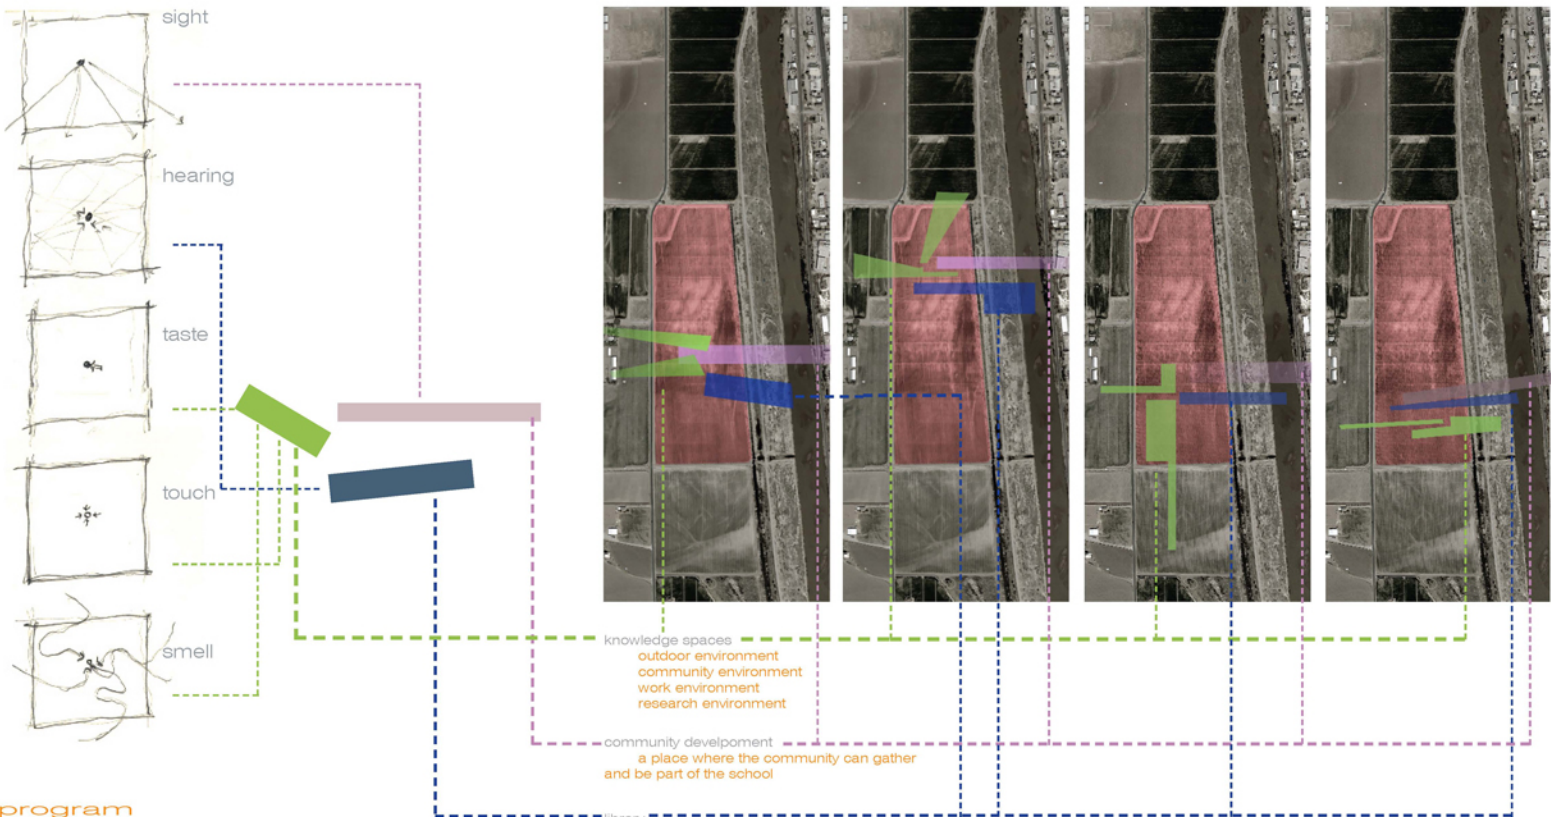 sight
hearing
taste
touch
smell
knowledge spaces
outdoor environment
community environment
work environment
research environment
community develpoment
a place where the community can gather
and be part of the school
program